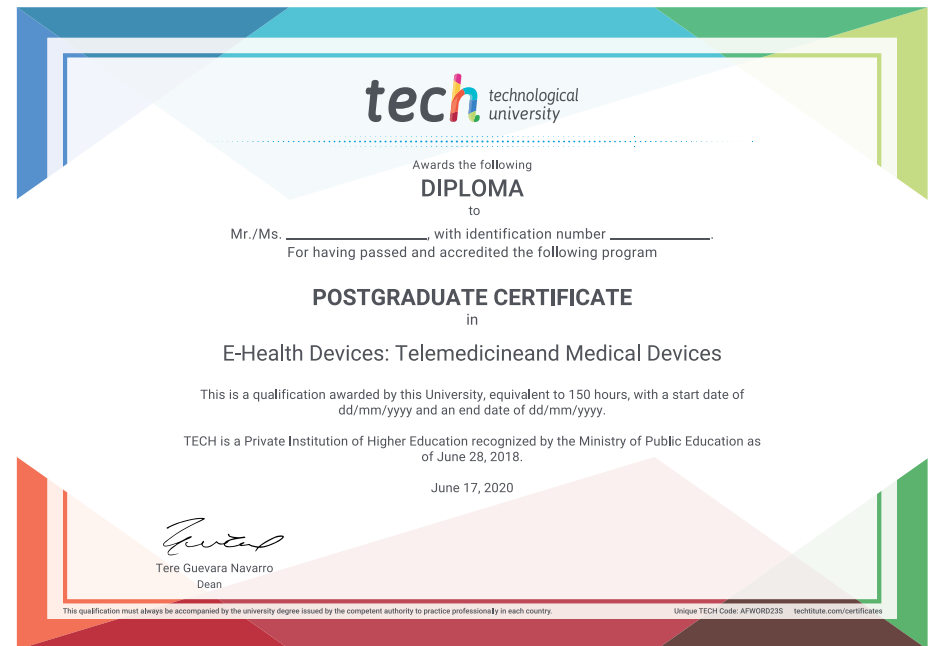 tech technological
university
Awards the following
DIPLOMA
to
Mr./Ms. __________________, with identification number _____________.
For having passed and accredited the following program
POSTGRADUATE CERTIFICATE
in
E-Health Devices: Telemedicineand Medical Devices
This is a qualification awarded by this University, equivalent to 150 hours, with a start date of
dd/mm/yyyy and an end date of dd/mm/yyyy.
TECH is a Private Institution of Higher Education recognized by the Ministry of Public Education as
of June 28, 2018.
June 17, 2020
Tere Guevara Navarro
Dean
This qualification must always be accompanied by the university degree issued by the competent authority to practice professionally in each country.
Unique TECH Code: AFWORD23S techtitute.com/certificates